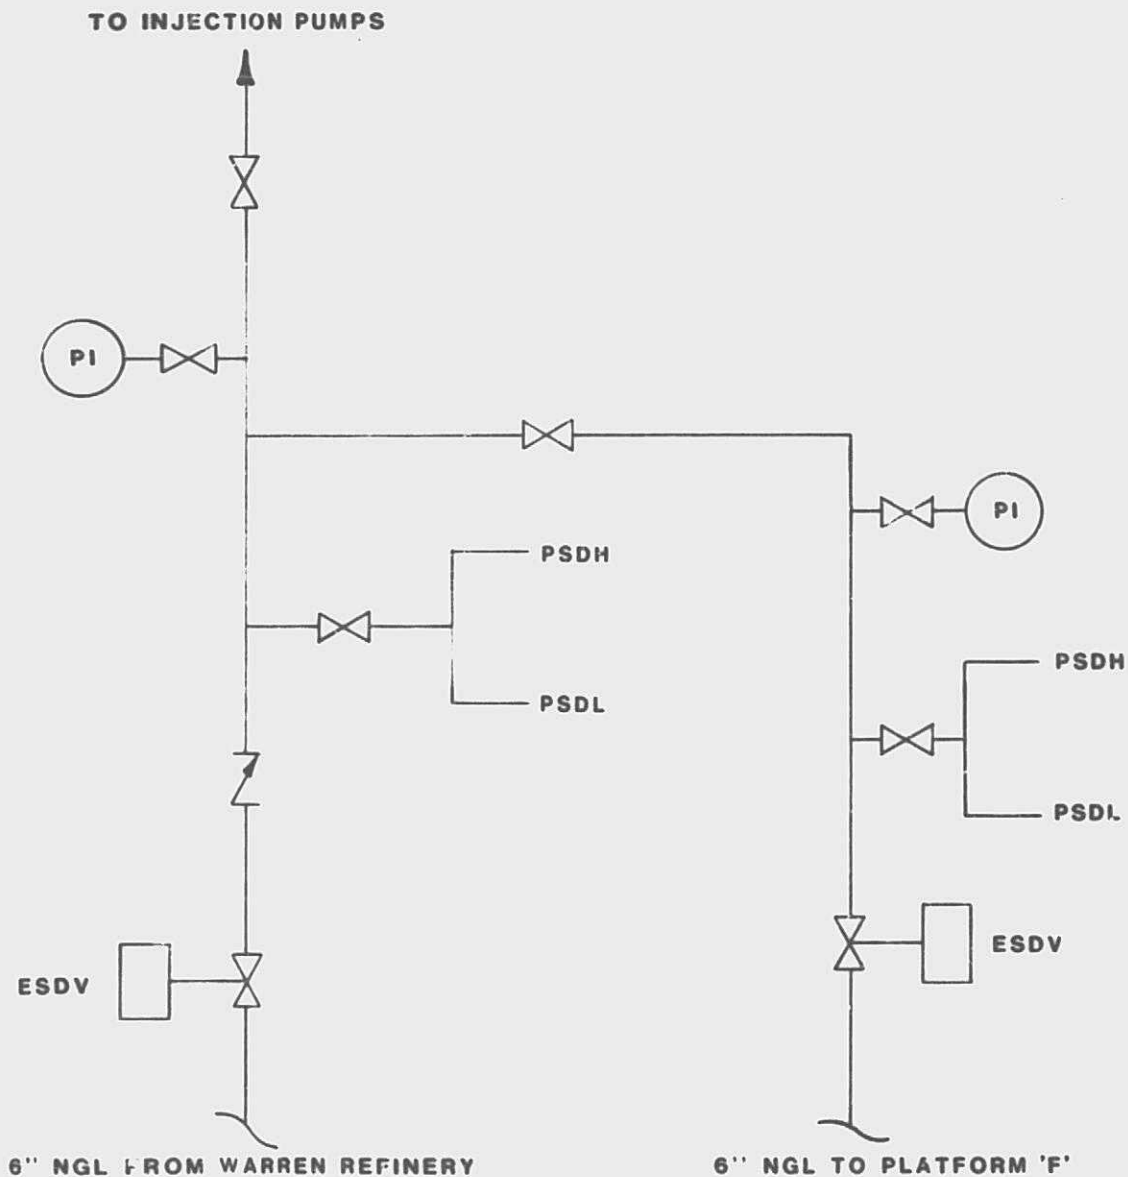 TO INJECTION PUMPS
PI
PI
PSDH
PSDL
PSDH
PSDL
ESDV
ESDV
6" NGL FROM WARREN REFINERY
6" NGL TO PLATFORM 'F'